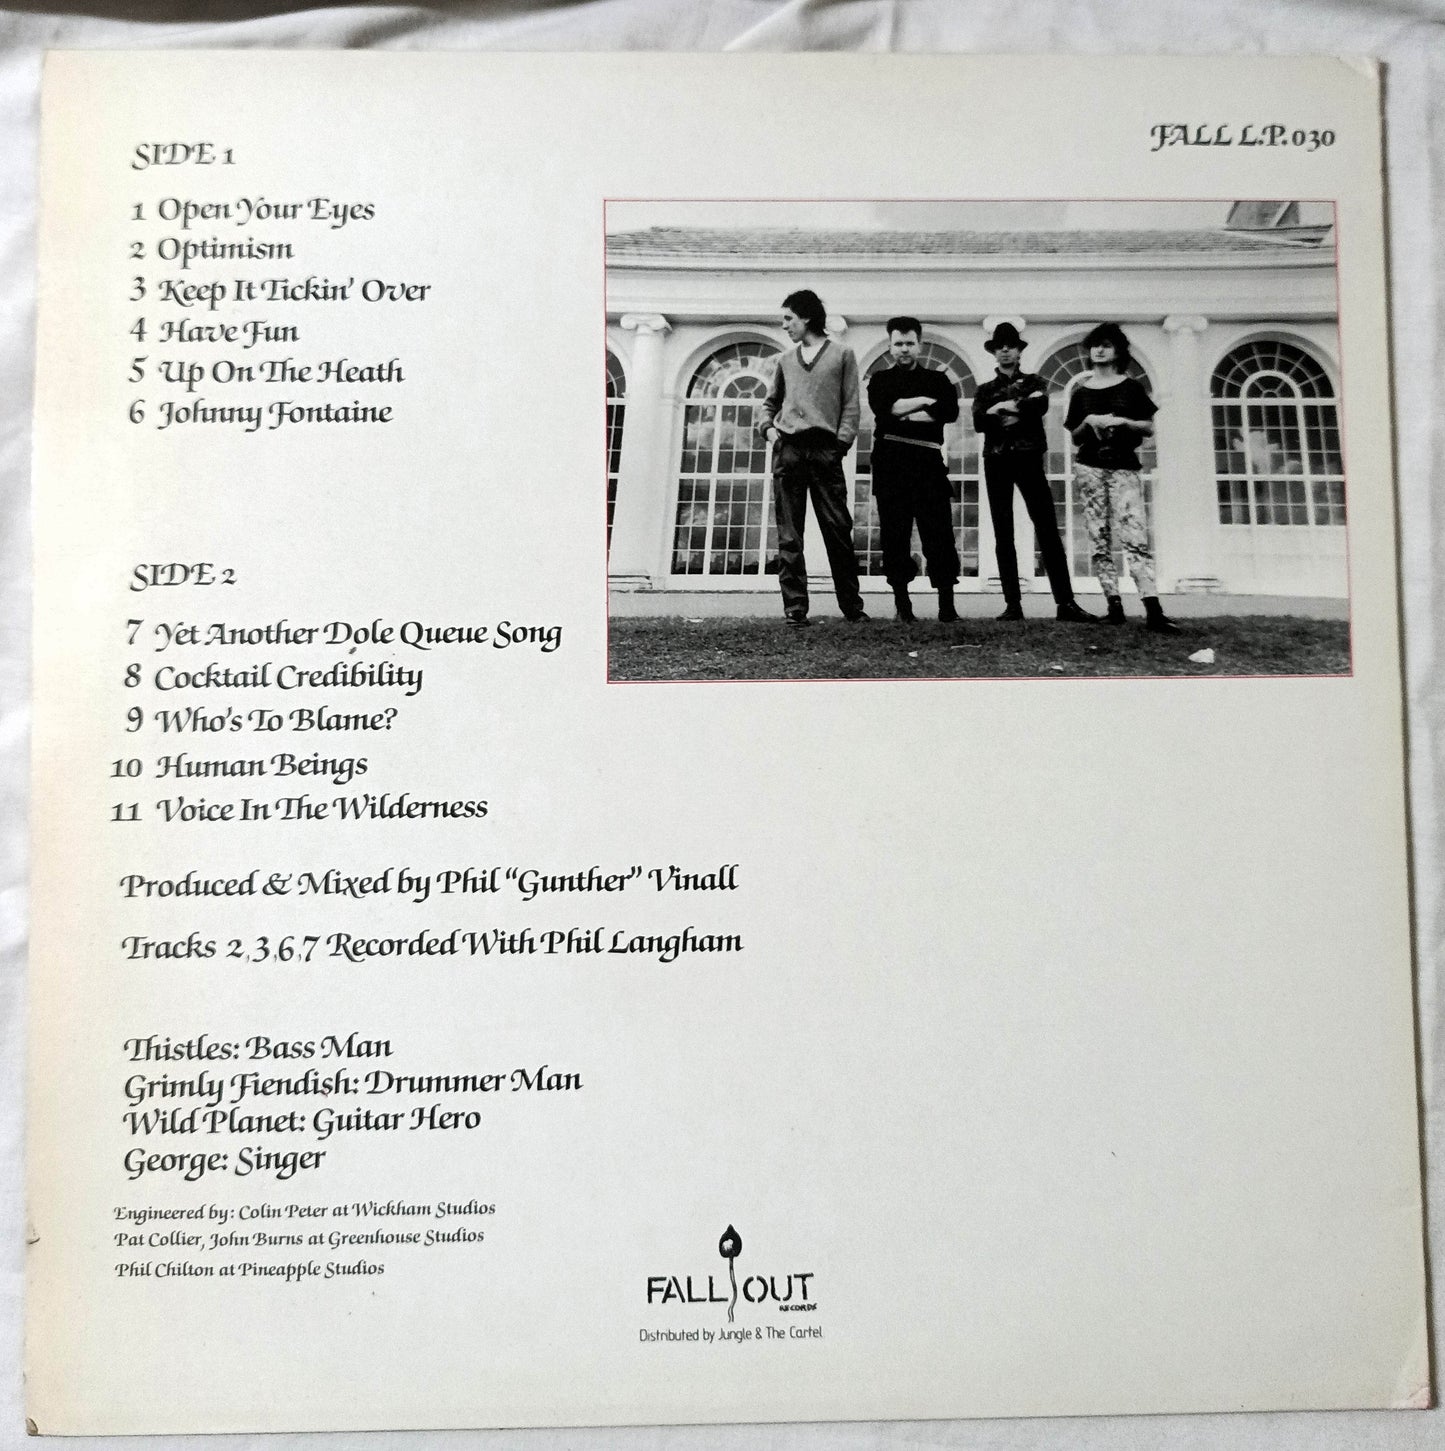 FALL L.P. 030
SIDE 1
1 Open Your Eyes
2 Optimism
3 Keep It Tickin' Over
4 Have Fun
5 Up On The Heath
6 Johnny Fontaine
SIDE 2
7 Yet Another Dole Queue Song
8 Cocktail Credibility
9 Who's To Blame?
10 Human Beings
11 Voice In The Wilderness
Produced & Mixed by Phil "Gunther" Vinall
Tracks 2,3,6,7 Recorded With Phil Langham
Thistles: Bass Man
Grimly Fiendish: Drummer Man
Wild Planet: Guitar Hero
George: Singer
Engineered by: Colin Peter at Wickham Studios
Pat Collier, John Burns at Greenhouse Studios
Phil Chilton at Pineapple Studios
FALL OUT
RECORDS
Distributed by Jungle & The Cartel